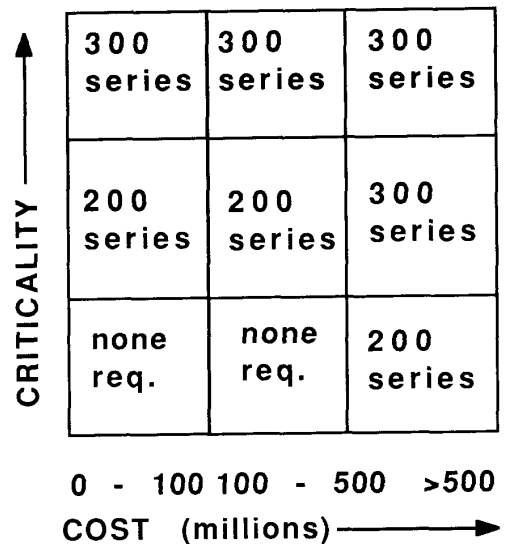 300 300 300
series series series
200 200 300
series series series
none none 200
req. req. series
CRITICALITY
0 - 100 100 - 500 >500
COST (millions)